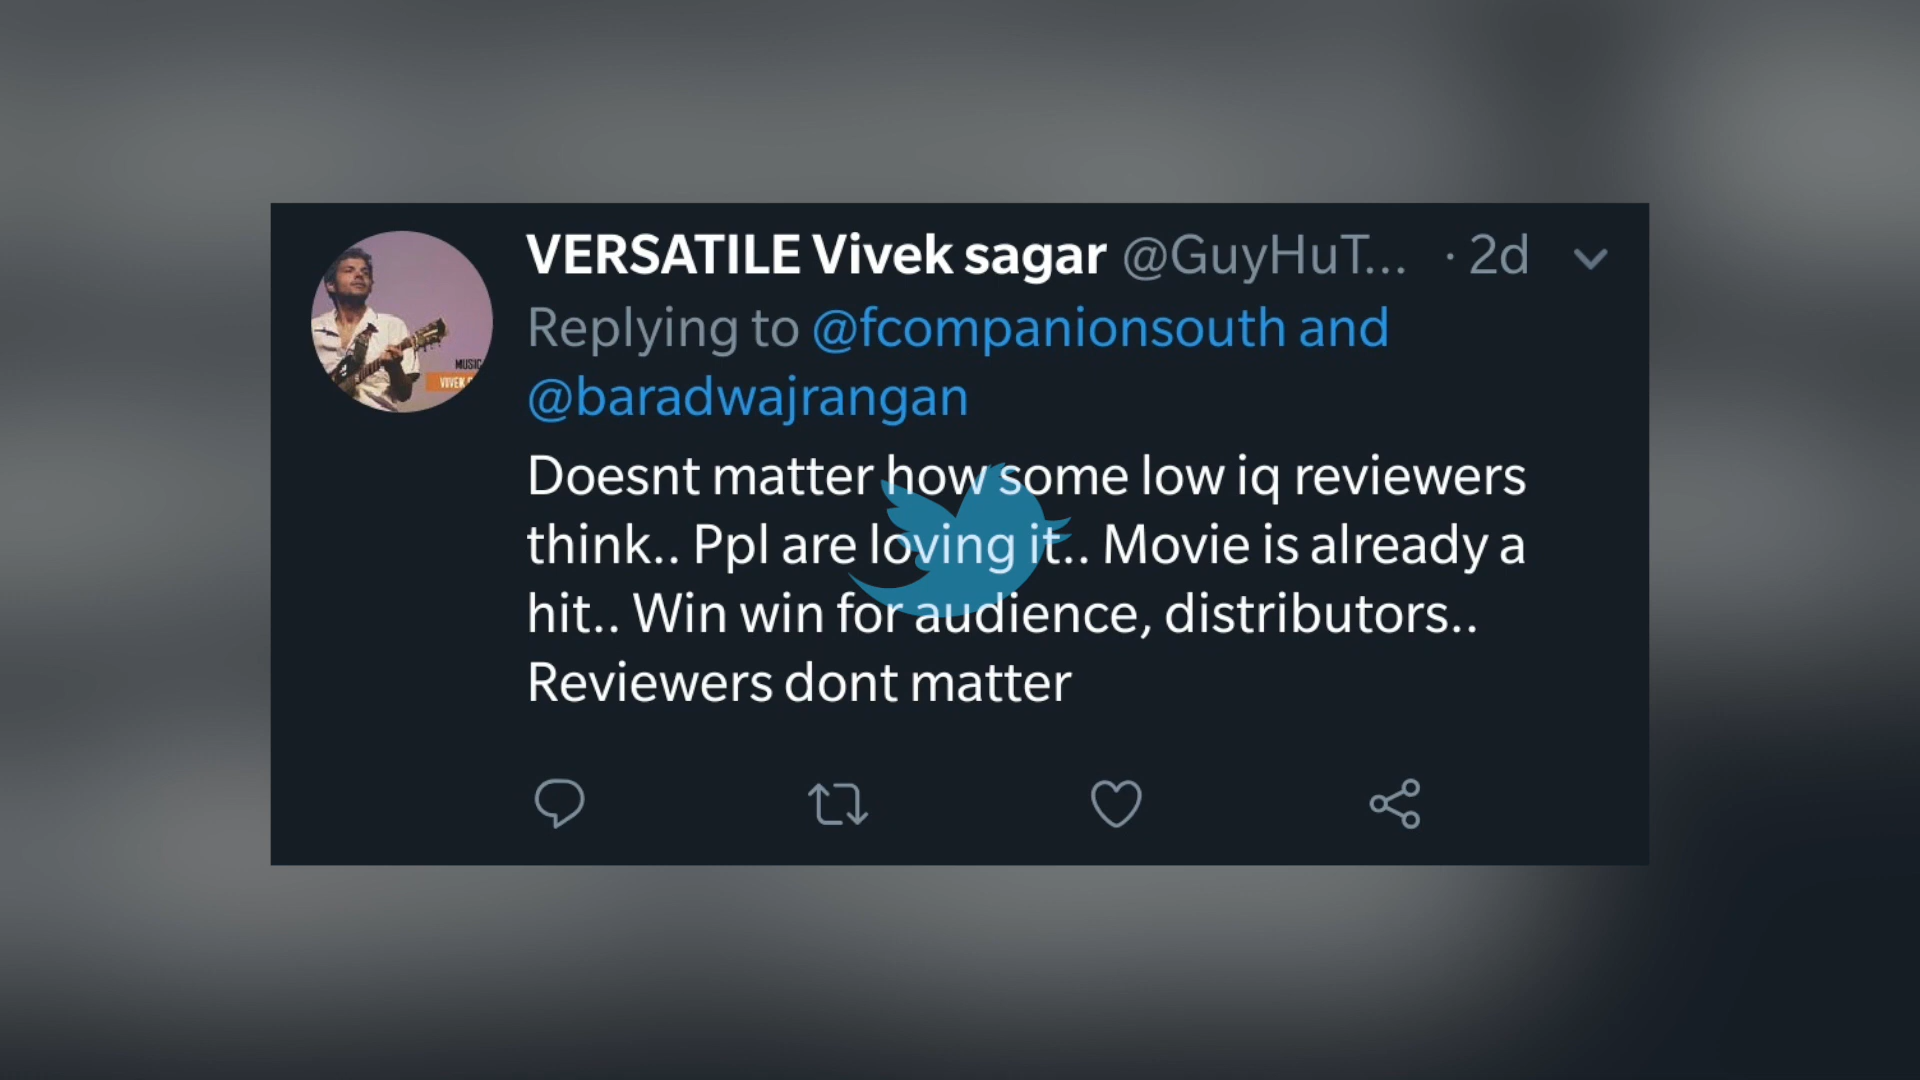 VERSATILE Vivek sagar @GuyHuT... · 2d
Replying to @fcompanionsouth and
@baradwajrangan
MUSIC
Doesnt matter how some low iq reviewers
think.. Ppl are loving it.. Movie is already a
hit.. Win win for audience, distributors..
Reviewers dont matter